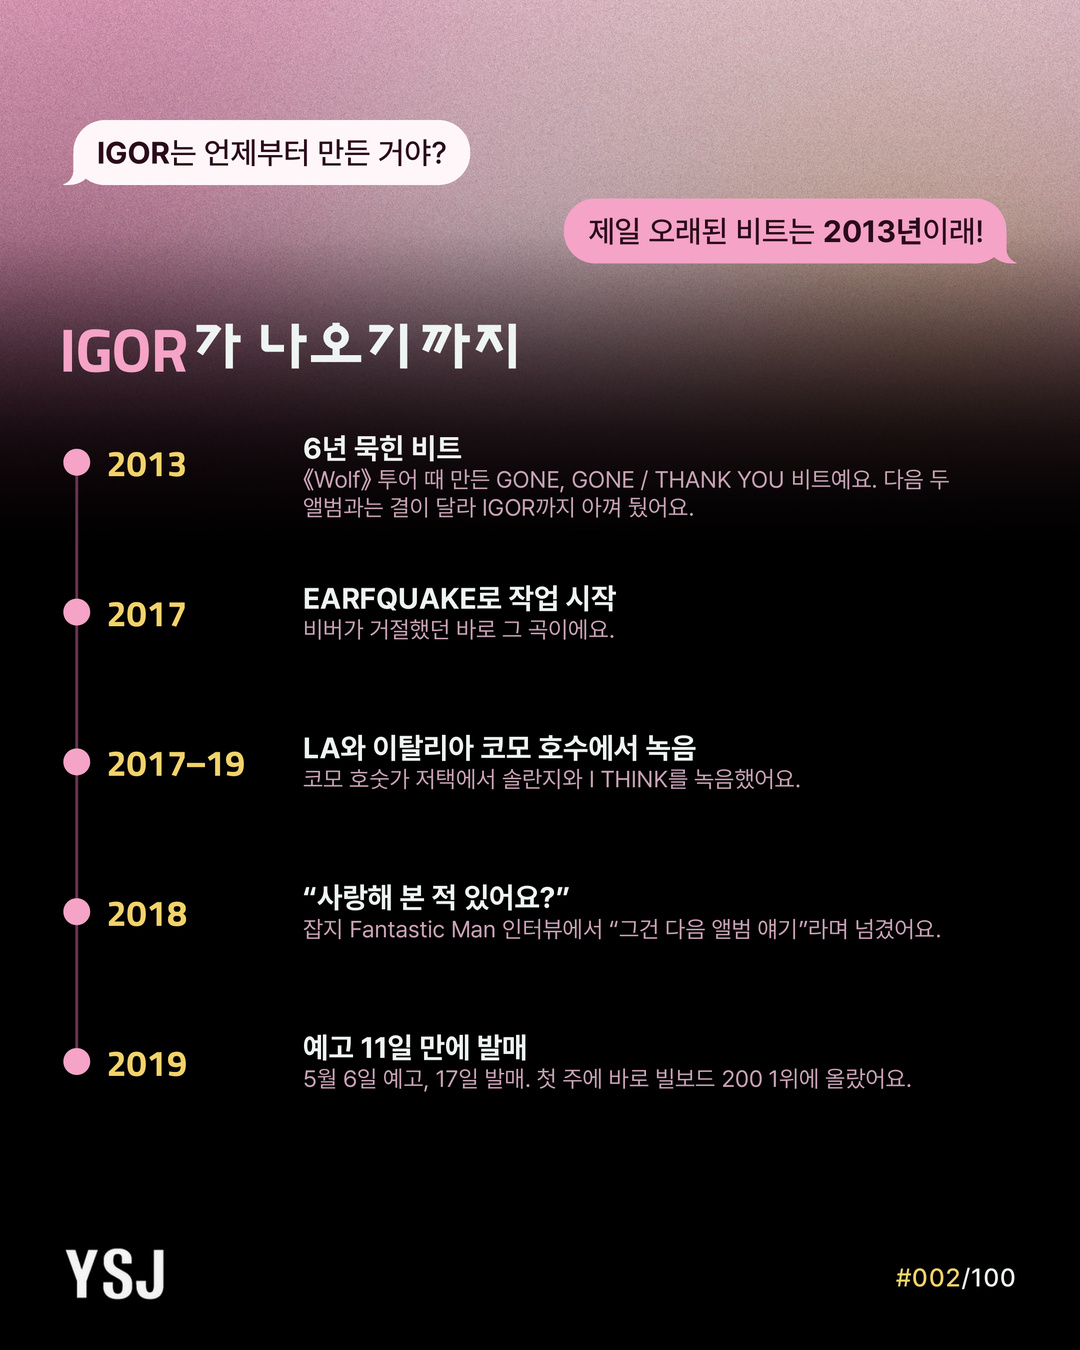 IGOR는 언제부터 만든 거야?
제일 오래된 비트는 2013년이래!
IGOR가 나오기까지
2013
6년 묵힌 비트
《Wolf》 투어 때 만든 GONE, GONE / THANK YOU 비트예요. 다음 두
앨범과는 결이 달라 IGOR까지 아껴 뒀어요.
2017
EARFQUAKE로 작업 시작
비버가 거절했던 바로 그 곡이에요.
2017–19
LA와 이탈리아 코모 호수에서 녹음
코모 호숫가 저택에서 솔란지와 I THINK를 녹음했어요.
2018
“사랑해 본 적 있어요?”
잡지 Fantastic Man 인터뷰에서 “그건 다음 앨범 얘기”라며 넘겼어요.
2019
예고 11일 만에 발매
5월 6일 예고, 17일 발매. 첫 주에 바로 빌보드 200 1위에 올랐어요.
YSJ
#002/100